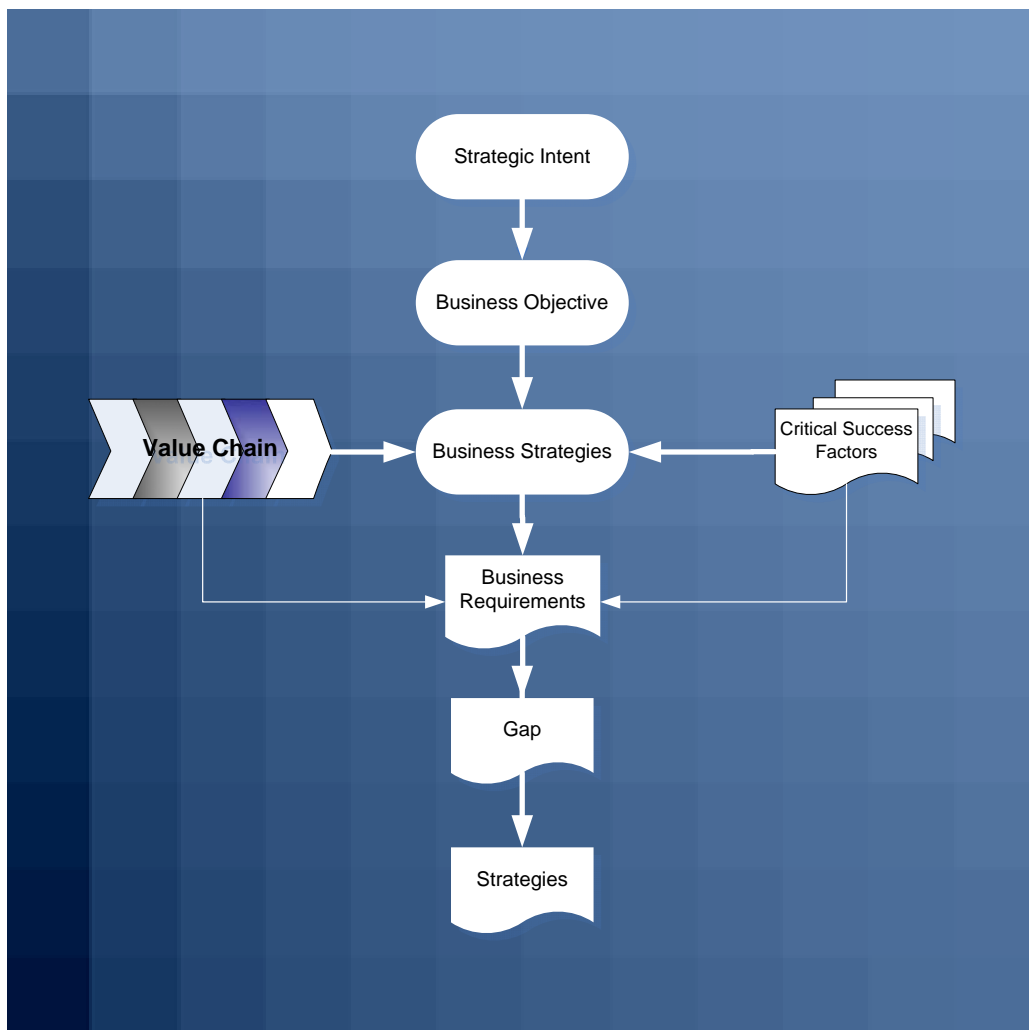 Strategic Intent
Business Objective
Value Chain
Business Strategies
Critical Success
Factors
Business
Requirements
Gap
Strategies